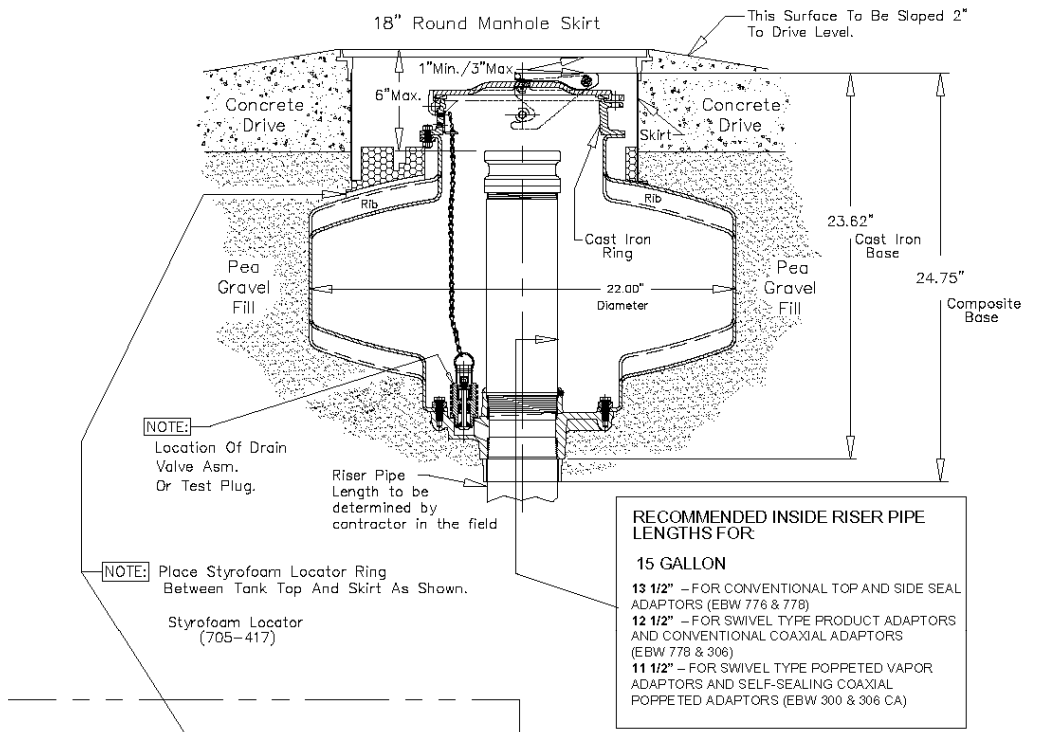 18" Round Manhole Skirt
This Surface To Be Sloped 2"
To Drive Level.
1"Min./3"Max
6"Max.
Concrete
Drive
Concrete
Drive
Skirt
Rib
Rib
Cast Iron
Ring
23.62"
Cast Iron
Base
24.75"
Composite
Base
Pea
Gravel
Fill
Pea
Gravel
Fill
22.00"
Diameter
NOTE:
Location Of Drain
Valve Asm.
Or Test Plug.
Riser Pipe
Length to be
determined by
contractor in the field
NOTE: Place Styrofoam Locator Ring
Between Tank Top And Skirt As Shown.
Styrofoam Locator
(705-417)
RECOMMENDED INSIDE RISER PIPE
LENGTHS FOR:
15 GALLON
13 1/2" – FOR CONVENTIONAL TOP AND SIDE SEAL
ADAPTORS (EBW 776 & 778)
12 1/2" – FOR SWIVEL TYPE PRODUCT ADAPTORS
AND CONVENTIONAL COAXIAL ADAPTORS
(EBW 778 & 306)
11 1/2" – FOR SWIVEL TYPE POPPETED VAPOR
ADAPTORS AND SELF-SEALING COAXIAL
POPPETED ADAPTORS (EBW 300 & 306 CA)